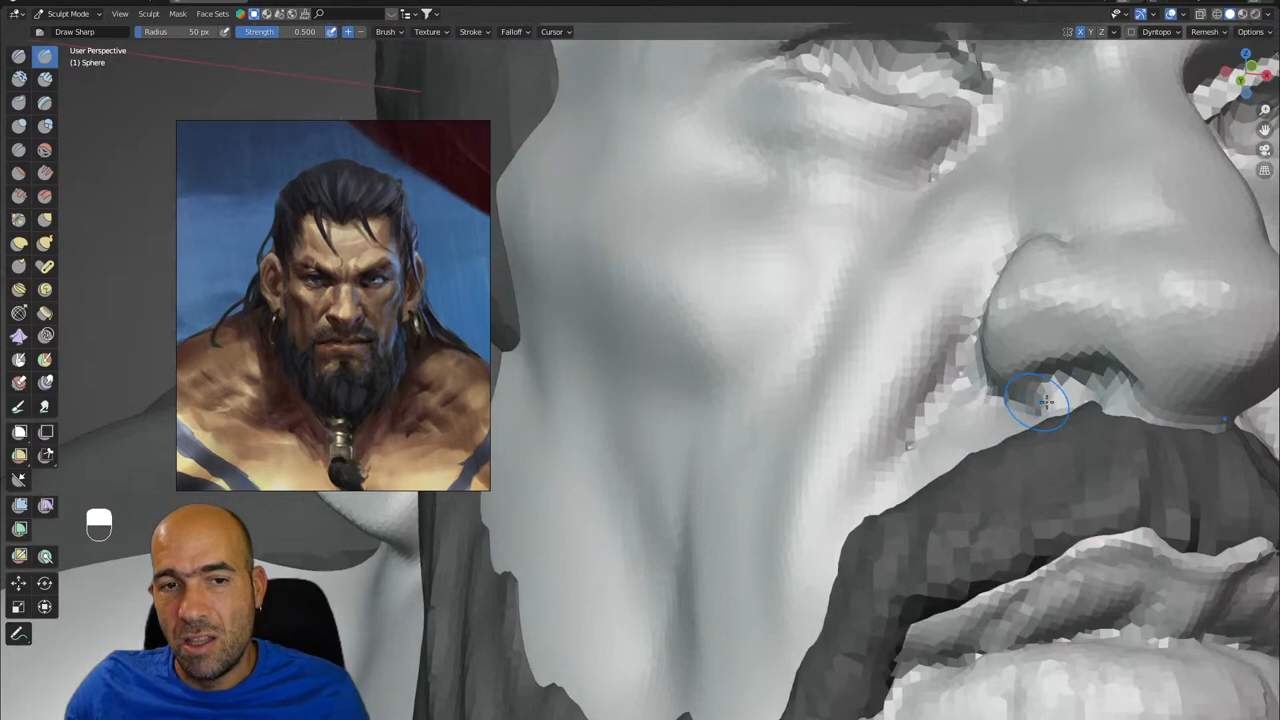 Sculpt Mode View Sculpt Mask Face Sets
Draw Sharp Radius 50 px Strength 0.500 Brush Texture Stroke Falloff Cursor X Y Z Dyntopo Remesh Options
User Perspective
(1) Sphere
Z
Y
X